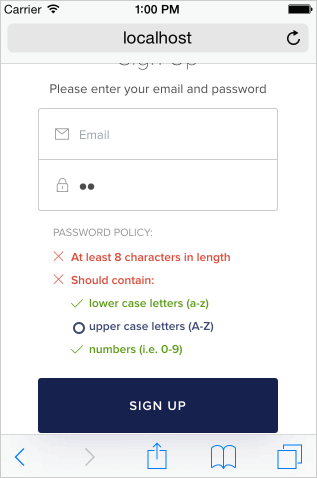 Carrier 1:00 PM
localhost
Sign Up
Please enter your email and password
Email
PASSWORD POLICY:
At least 8 characters in length
Should contain:
lower case letters (a-z)
upper case letters (A-Z)
numbers (i.e. 0-9)
SIGN UP